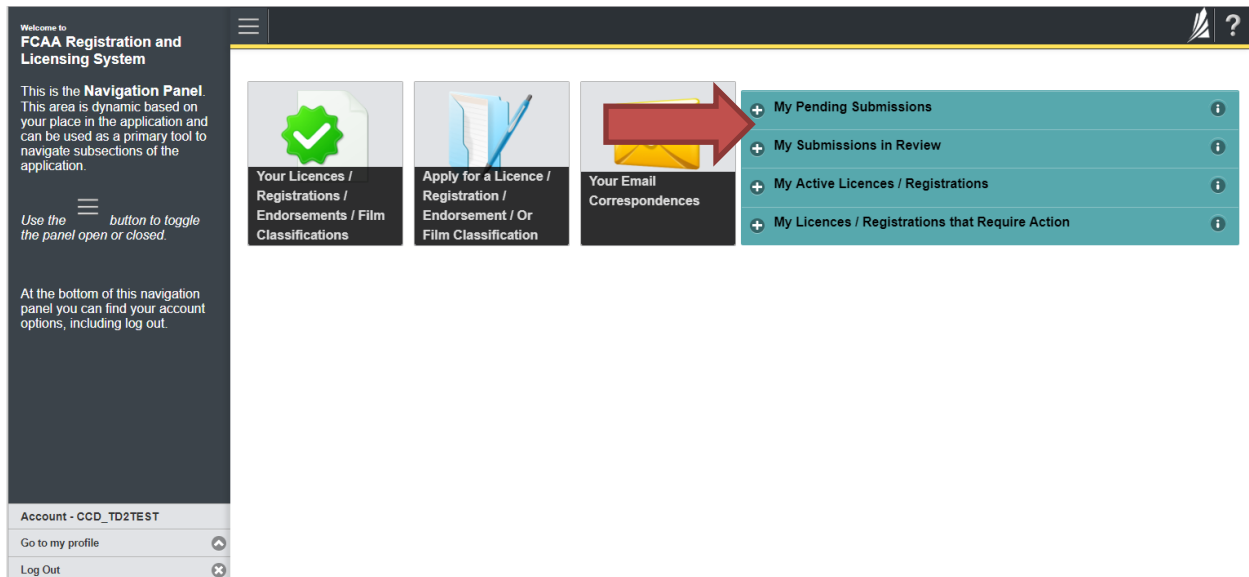 Welcome to
FCAA Registration and
Licensing System
This is the Navigation Panel.
This area is dynamic based on
your place in the application and
can be used as a primary tool to
navigate subsections of the
application.
Use the button to toggle
the panel open or closed.
At the bottom of this navigation
panel you can find your account
options, including log out.
Account - CCD_TD2TEST
Go to my profile
Log Out
?
Your Licences /
Registrations /
Endorsements / Film
Classifications
Apply for a Licence /
Registration /
Endorsement / Or
Film Classification
Your Email
Correspondences
My Pending Submissions
My Submissions in Review
My Active Licences / Registrations
My Licences / Registrations that Require Action